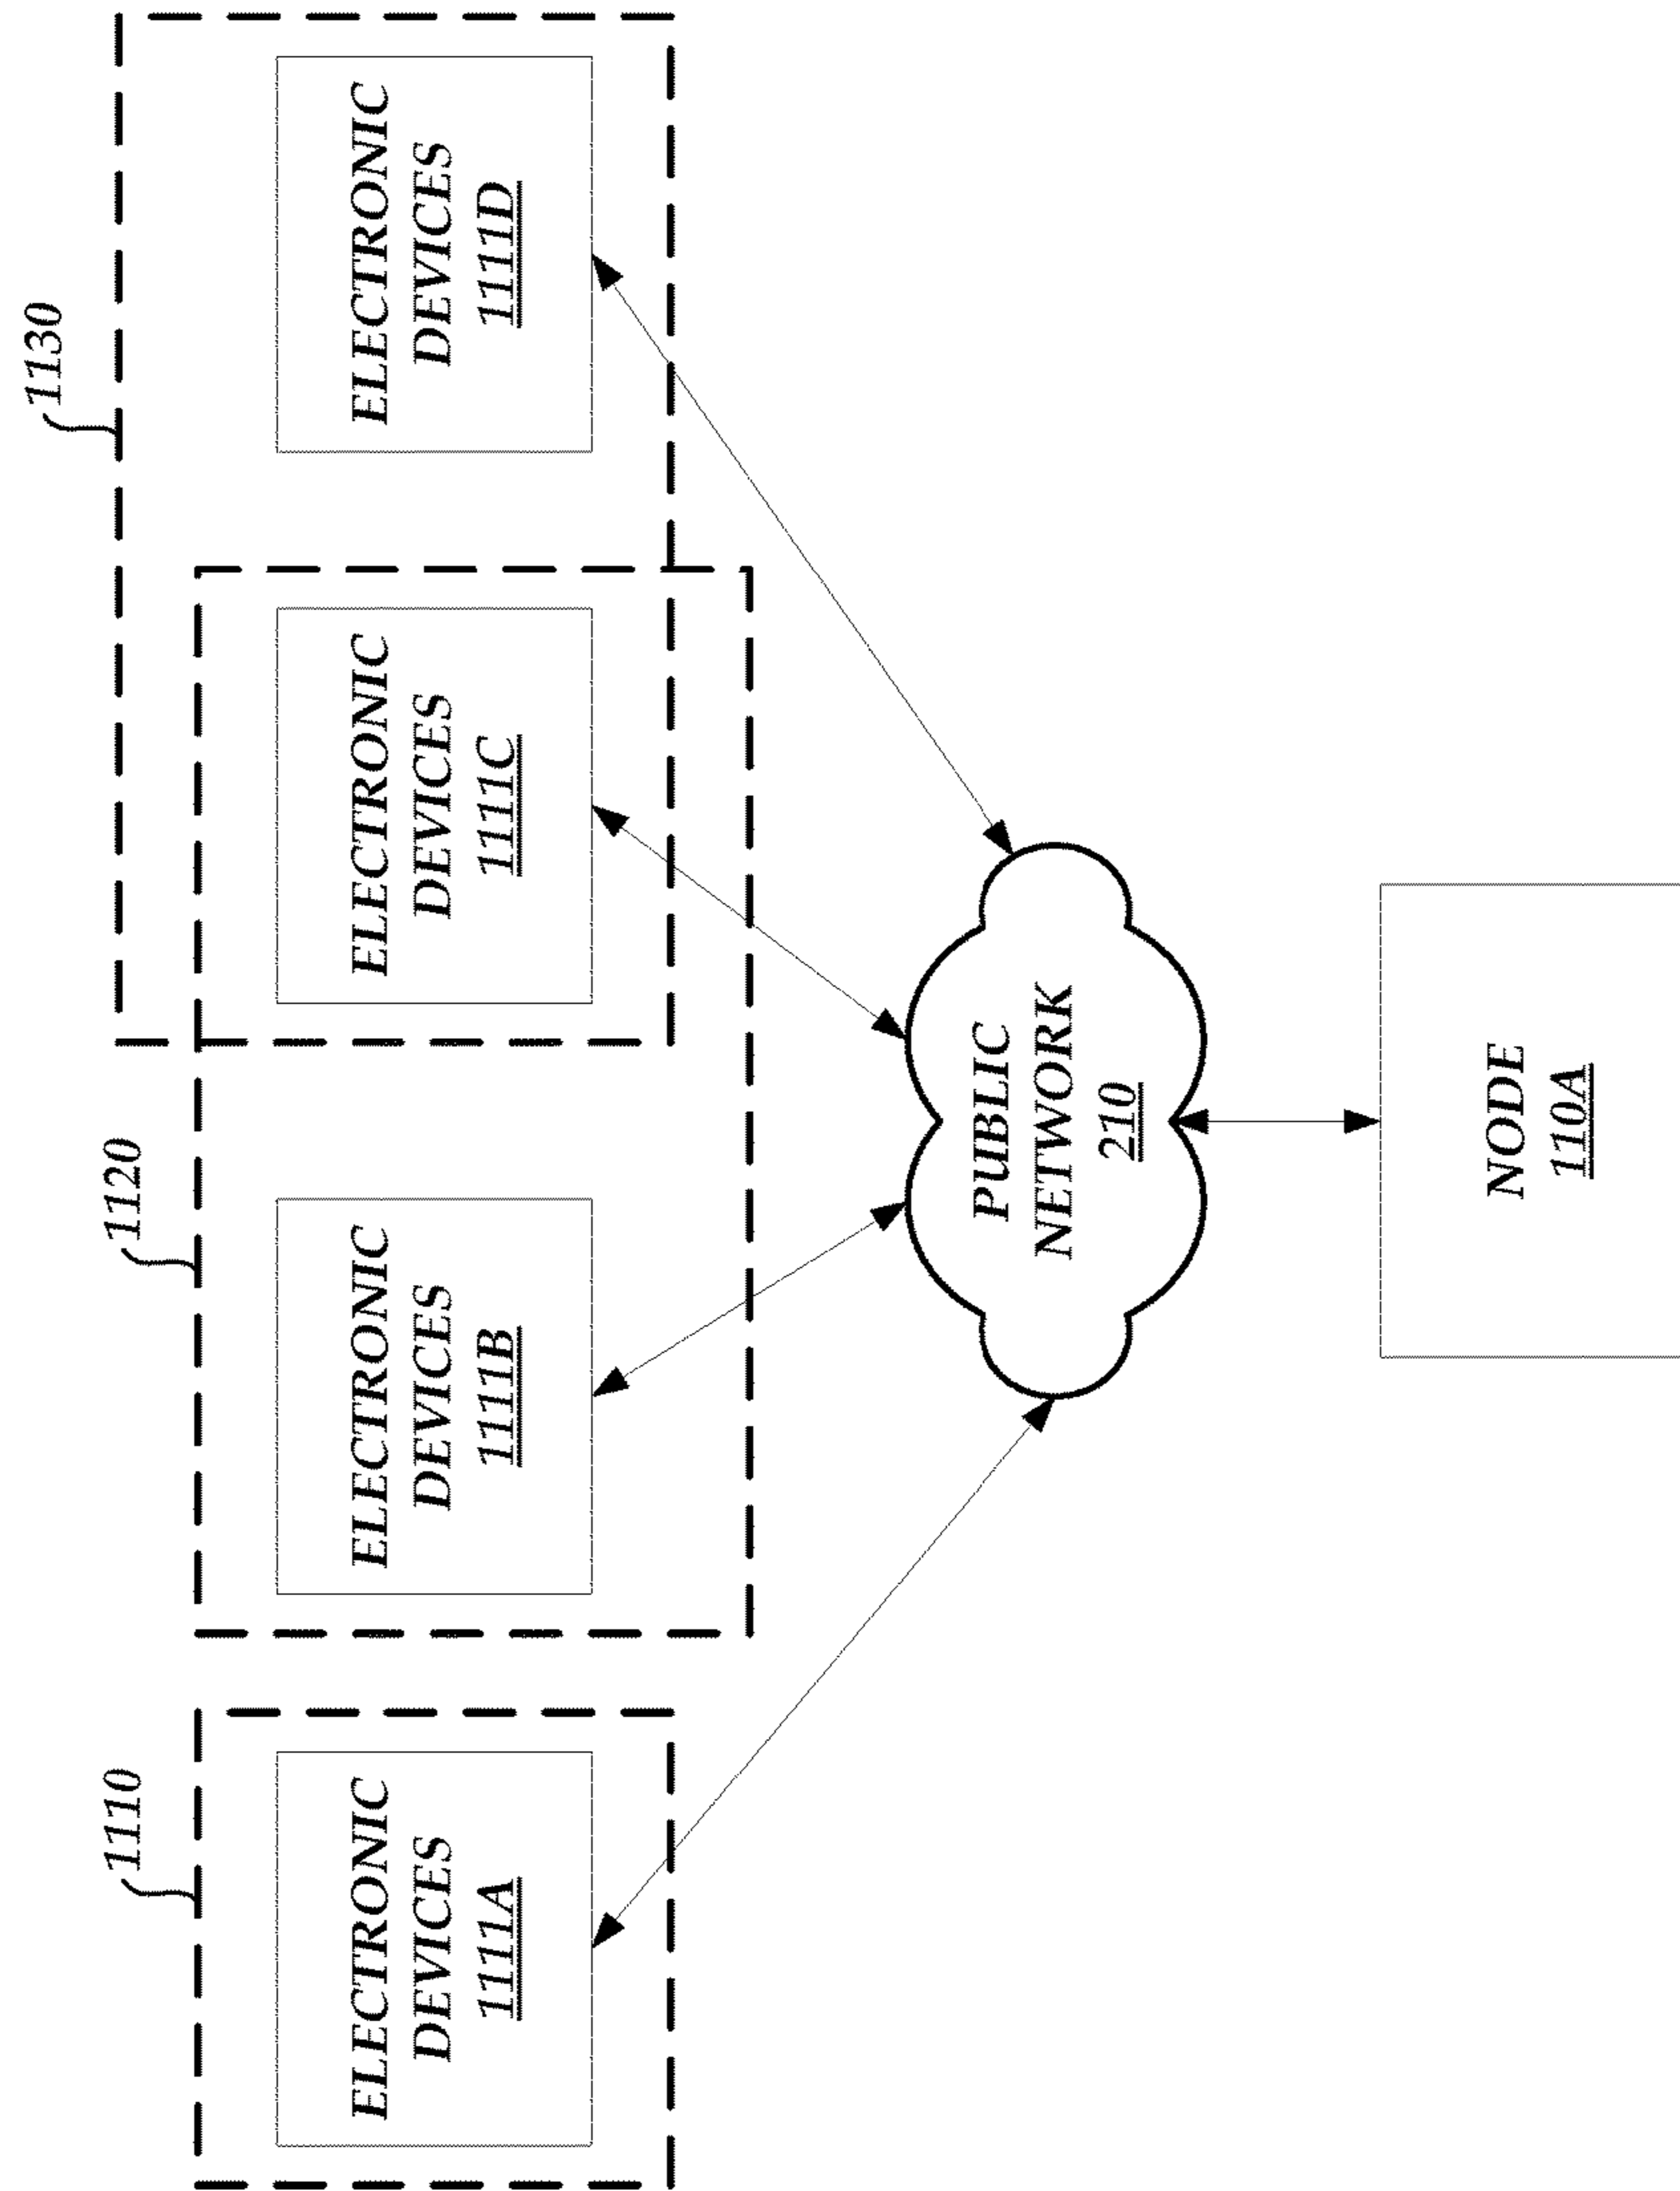 1110
1120
1130
ELECTRONIC
DEVICES
1111A
ELECTRONIC
DEVICES
1111B
ELECTRONIC
DEVICES
1111C
ELECTRONIC
DEVICES
1111D
PUBLIC
NETWORK
210
NODE
110A